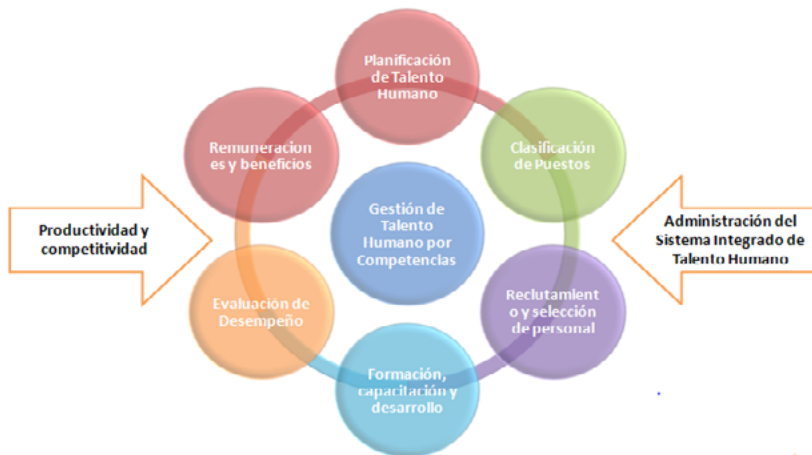 Planificación
de Talento
Humano
Remuneracion
es y beneficios
Clasificación
de Puestos
Gestión de
Talento
Humano por
Competencias
Productividad y
competitividad
Administración del
Sistema Integrado de
Talento Humano
Evaluación de
Desempeño
Reclutamient
o y selección
de personal
Formación,
capacitación y
desarrollo